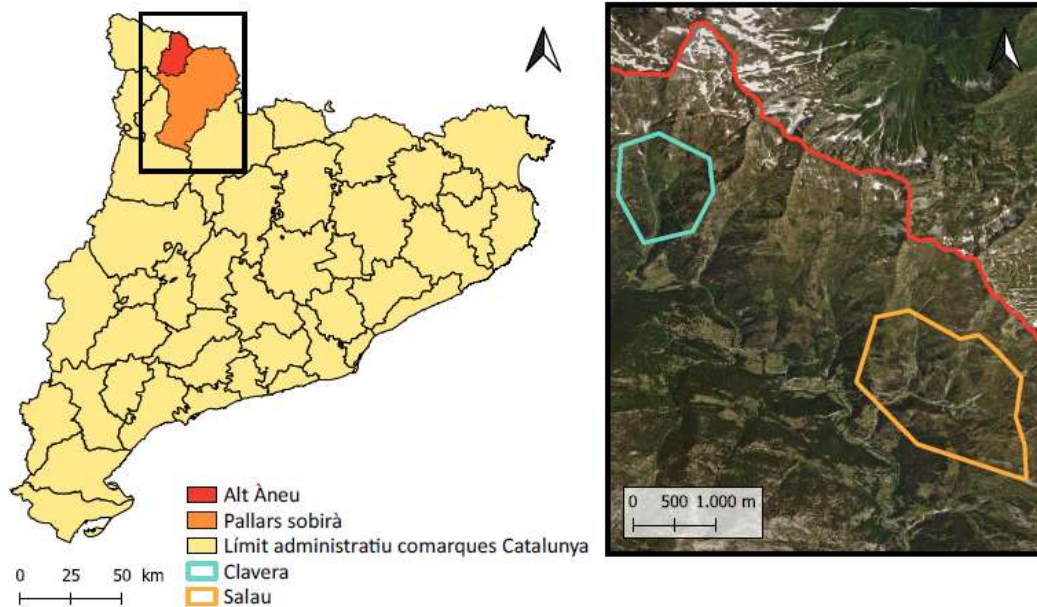 Alt Àneu
Pallars sobirà
Límit administratiu comarques Catalunya
Clavera
Salau
0 25 50 km
0 500 1.000 m